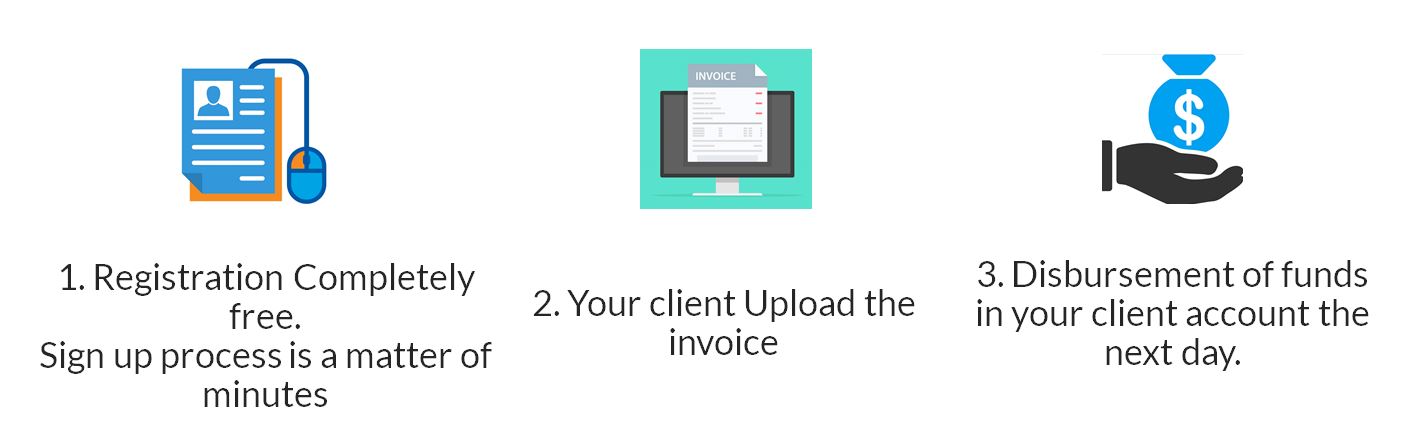 INVOICE
$
1. Registration Completely
free.
Sign up process is a matter of
minutes
2. Your client Upload the
invoice
3. Disbursement of funds
in your client account the
next day.